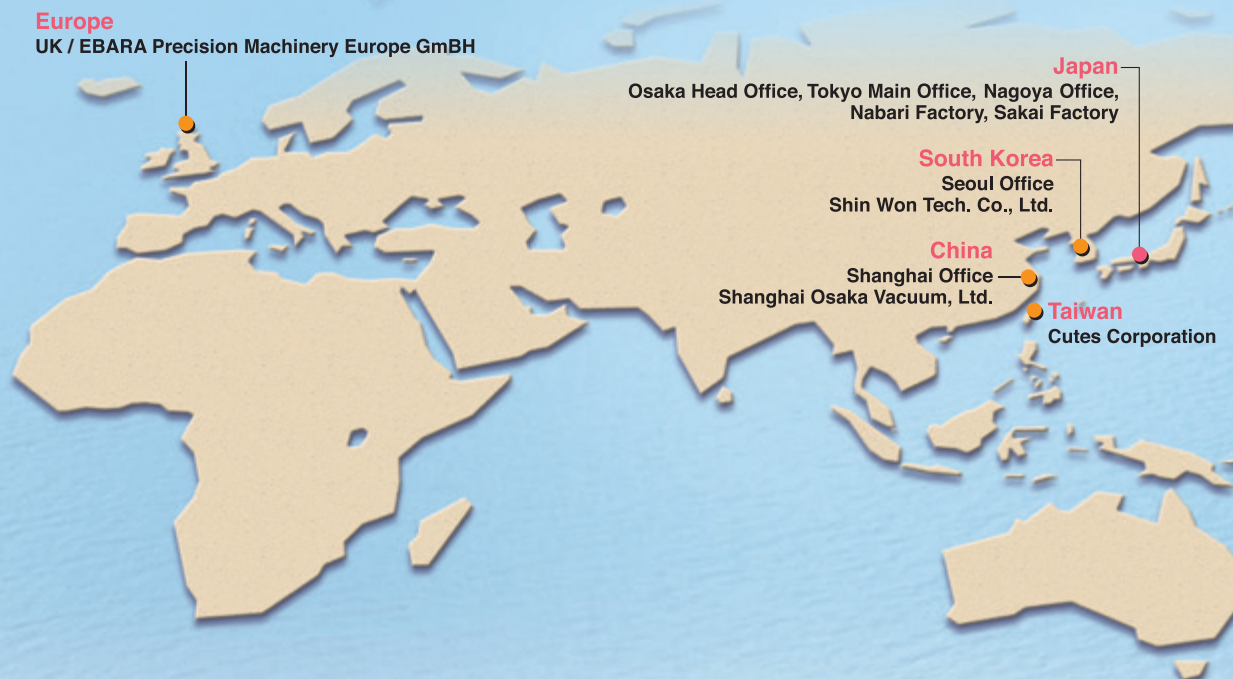 Europe
UK / EBARA Precision Machinery Europe GmBH
Japan
Osaka Head Office, Tokyo Main Office, Nagoya Office,
Nabari Factory, Sakai Factory
South Korea
Seoul Office
Shin Won Tech. Co., Ltd.
China
Shanghai Office
Shanghai Osaka Vacuum, Ltd.
Taiwan
Cutes Corporation